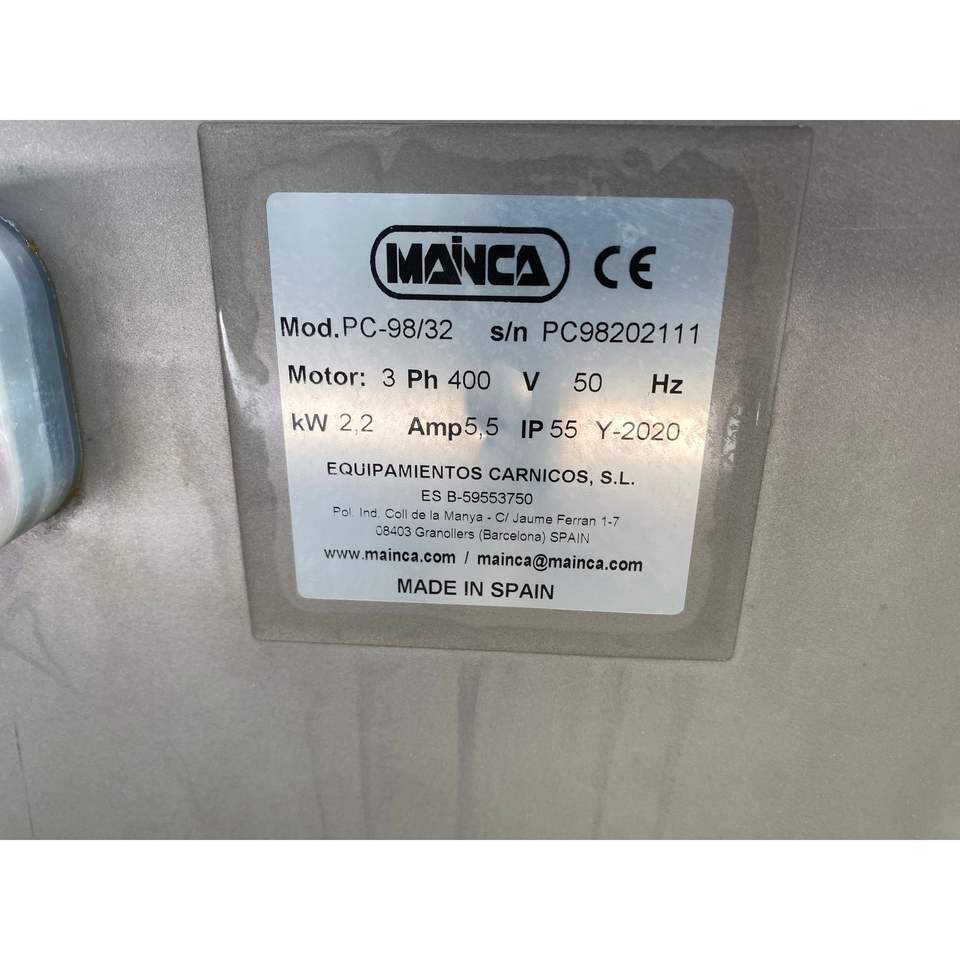 MAINCA CE
Mod.PC-98/32 s/n PC98202111
Motor: 3 Ph 400 V 50 Hz
kW 2,2 Amp5,5 IP 55 Y-2020
EQUIPAMIENTOS CARNICOS, S.L.
ES B-59553750
Pol. Ind. Coll de la Manya - C/ Jaume Ferran 1-7
08403 Granollers (Barcelona) SPAIN
www.mainca.com / mainca@mainca.com
MADE IN SPAIN